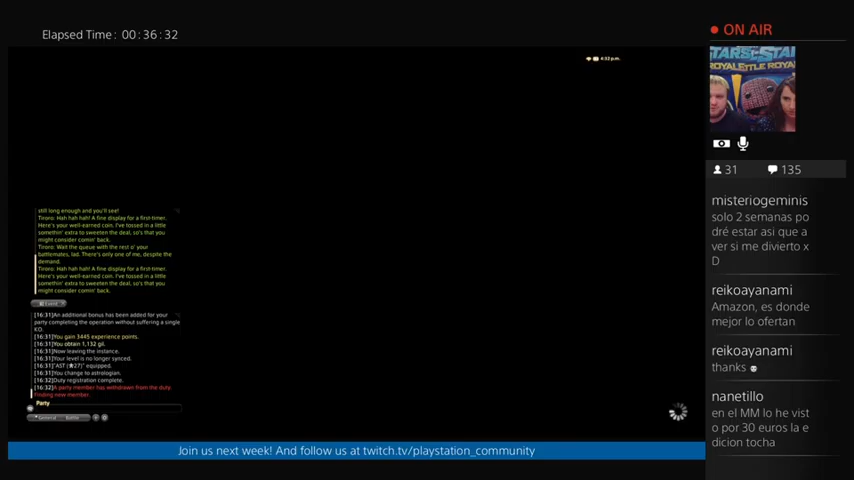 Elapsed Time: 00:36:32
ON AIR
4:32 p.m.
31
135
still long enough and you'll see!
Tirono: Hah hah hah! A fine display for a first-timer.
Here's your well-earned coin. I've tossed in a little
somethin' extra to sweeten the deal, so's that you
might consider comin' back.
Tirono: Wait the queue with the rest o' your
battlemates, lad. There's only one of me, despite the
demand.
Tirono: Hah hah hah! A fine display for a first-timer.
Here's your well-earned coin. I've tossed in a little
somethin' extra to sweeten the deal, so's that you
might consider comin' back.
Event
[16:31]An additional bonus has been added for your
party completing the operation without suffering a single
KO.
[16:31]You gain 3445 experience points.
[16:31]You obtain 1,132 gil.
[16:31]Now leaving the instance.
[16:31]Your level is no longer synced.
[16:31]"AST (27)" equipped.
[16:31]You change to astrologian.
[16:32]Duty registration complete.
[16:32]A party member has withdrawn from the duty.
Finding new member.
Party
General
Battle
misteriogeminis
solo 2 semanas po
dré estar asi que a
ver si me divierto x
D
reikoayanami
Amazon, es donde
mejor lo ofertan
reikoayanami
thanks
nanetillo
en el MM lo he vist
o por 30 euros la e
dicion tocha
Join us next week! And follow us at twitch.tv/playstation_community